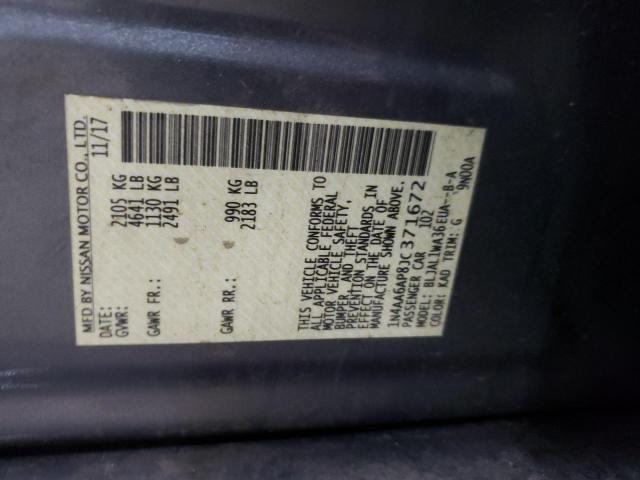 MFD BY NISSAN MOTOR CO., LTD.
DATE: 11/17
GVWR: 2105 KG
4641 LB
GAWR FR.: 1130 KG
2491 LB
GAWR RR.: 990 KG
2183 LB
THIS VEHICLE CONFORMS TO
ALL APPLICABLE FEDERAL
MOTOR VEHICLE SAFETY,
BUMPER, AND THEFT
PREVENTION STANDARDS IN
EFFECT ON THE DATE OF
MANUFACTURE SHOWN ABOVE.
1N4AA6AP8JC371672
PASSENGER CAR 102
MODEL: BLJALlWA36EUA--B-A
COLOR: KAD TRIM: G 9N00A